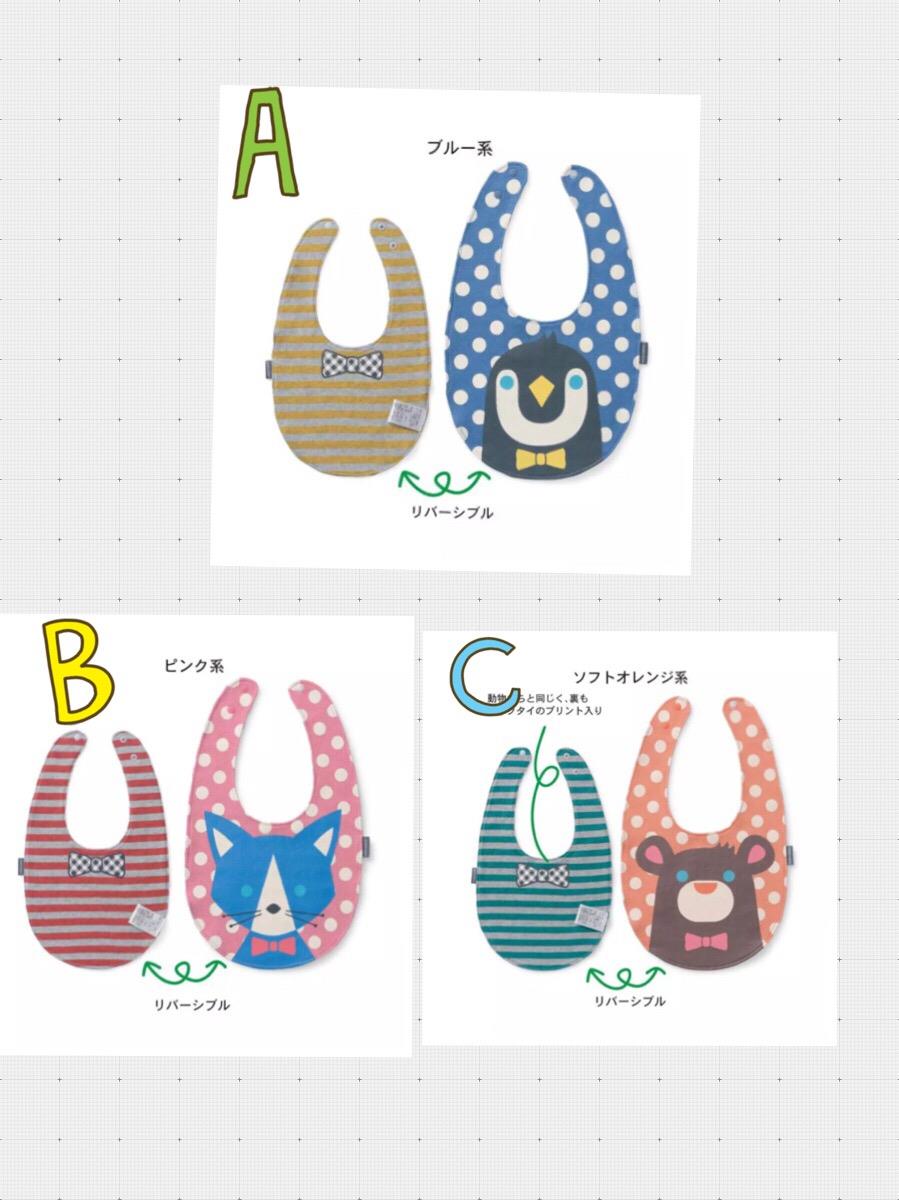 A
ブルー系
リバーシブル
B
ピンク系
リバーシブル
C
ソフトオレンジ系
動物 と同じく、裏も
タイのプリント入り
リバーシブル